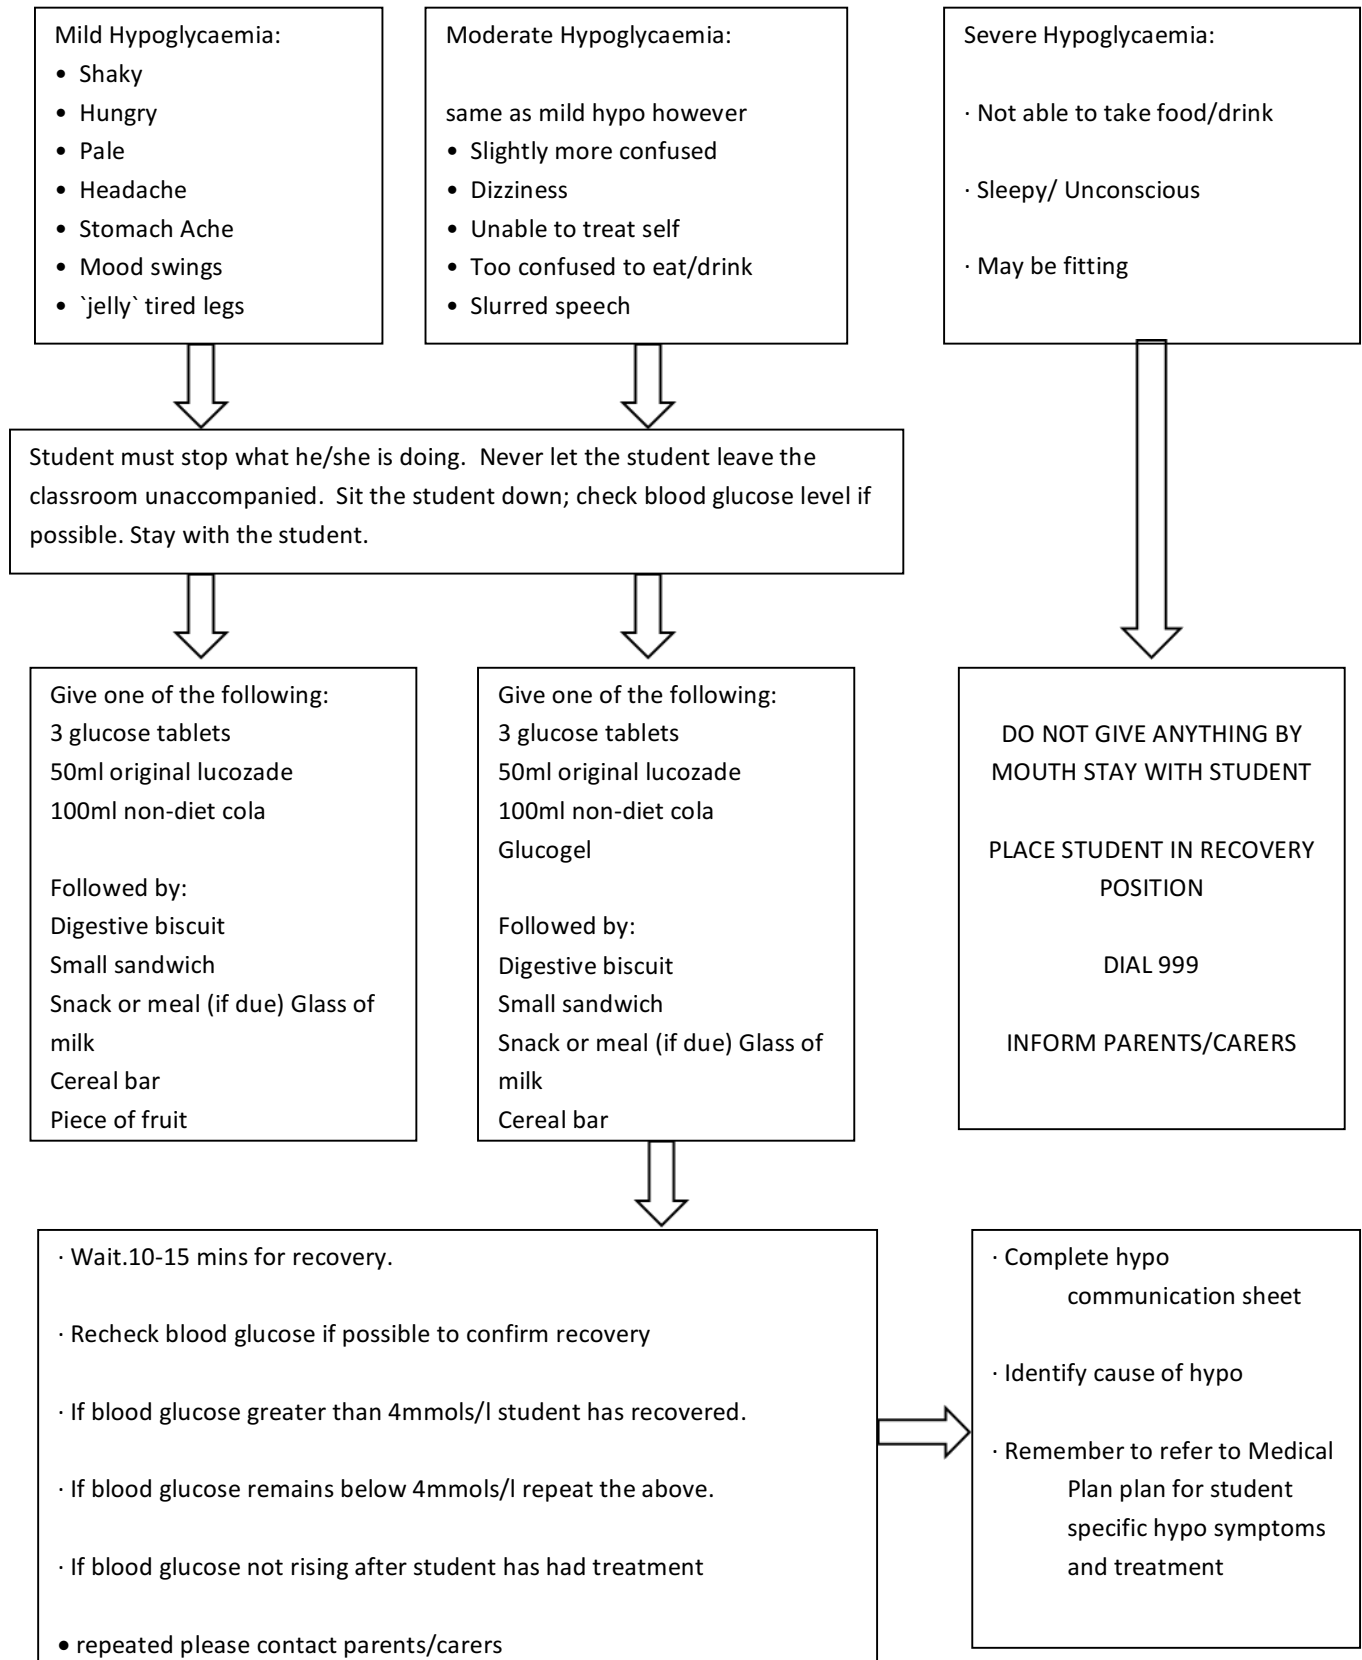 Mild Hypoglycaemia:
• Shaky
• Hungry
• Pale
• Headache
• Stomach Ache
• Mood swings
• `jelly` tired legs
Moderate Hypoglycaemia:
same as mild hypo however
• Slightly more confused
• Dizziness
• Unable to treat self
• Too confused to eat/drink
• Slurred speech
Severe Hypoglycaemia:
· Not able to take food/drink
· Sleepy/ Unconscious
· May be fitting
Student must stop what he/she is doing.  Never let the student leave the
classroom unaccompanied.  Sit the student down; check blood glucose level if
possible. Stay with the student.
Give one of the following:
3 glucose tablets
50ml original lucozade
100ml non-diet cola
Followed by:
Digestive biscuit
Small sandwich
Snack or meal (if due) Glass of
milk
Cereal bar
Piece of fruit
Give one of the following:
3 glucose tablets
50ml original lucozade
100ml non-diet cola
Glucogel
Followed by:
Digestive biscuit
Small sandwich
Snack or meal (if due) Glass of
milk
Cereal bar
DO NOT GIVE ANYTHING BY
MOUTH STAY WITH STUDENT
PLACE STUDENT IN RECOVERY
POSITION
DIAL 999
INFORM PARENTS/CARERS
· Wait.10-15 mins for recovery.
· Recheck blood glucose if possible to confirm recovery
· If blood glucose greater than 4mmols/l student has recovered.
· If blood glucose remains below 4mmols/l repeat the above.
· If blood glucose not rising after student has had treatment
• repeated please contact parents/carers
· Complete hypo
communication sheet
· Identify cause of hypo
· Remember to refer to Medical
Plan plan for student
specific hypo symptoms
and treatment